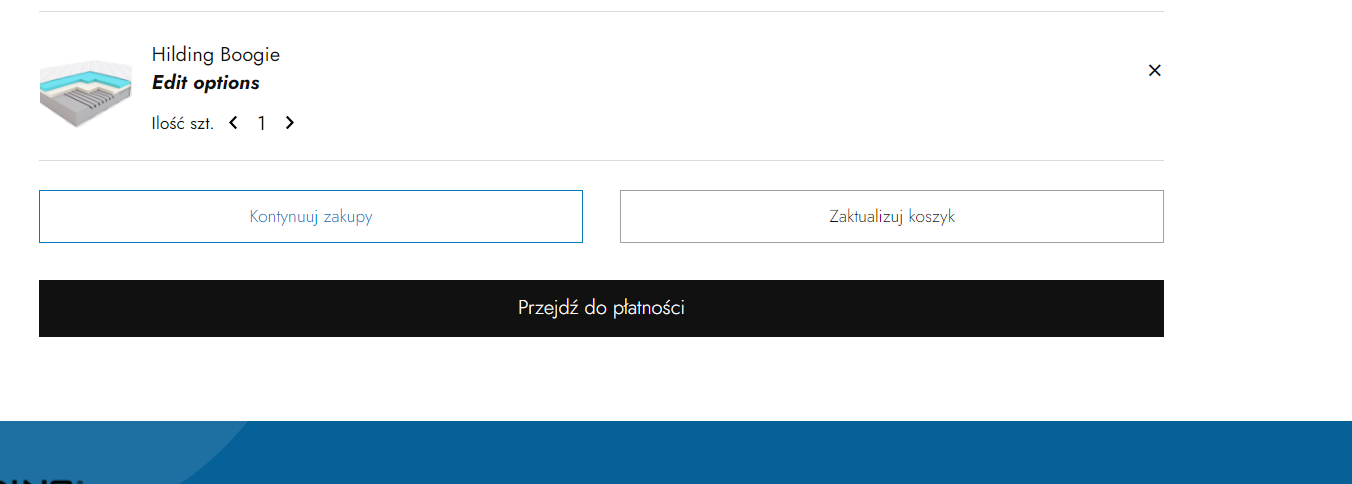 Hilding Boogie
Edit options
Ilość szt. 1
Kontynuuj zakupy
Zaktualizuj koszyk
Przejdź do płatności